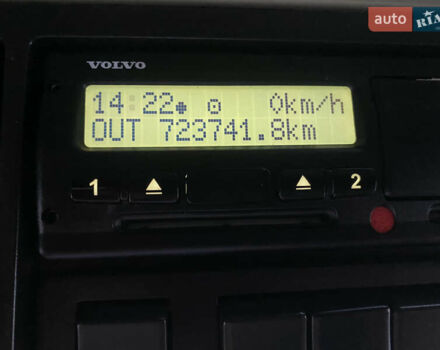 auto RIA
VOLVO
14:22● ⊙ 0km/h
OUT 723741.8km
1 2